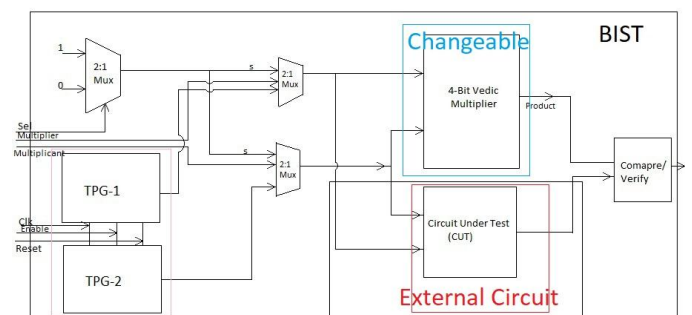 Changeable
BIST
1
2:1
Mux
0
s
2:1
Mux
4-Bit Vedic
Multiplier
Product
Sel
Multiplier
Multiplicant
s
2:1
Mux
Comapre/
Verify
TPG-1
Clk
Enable
Reset
Circuit Under Test
(CUT)
TPG-2
External Circuit